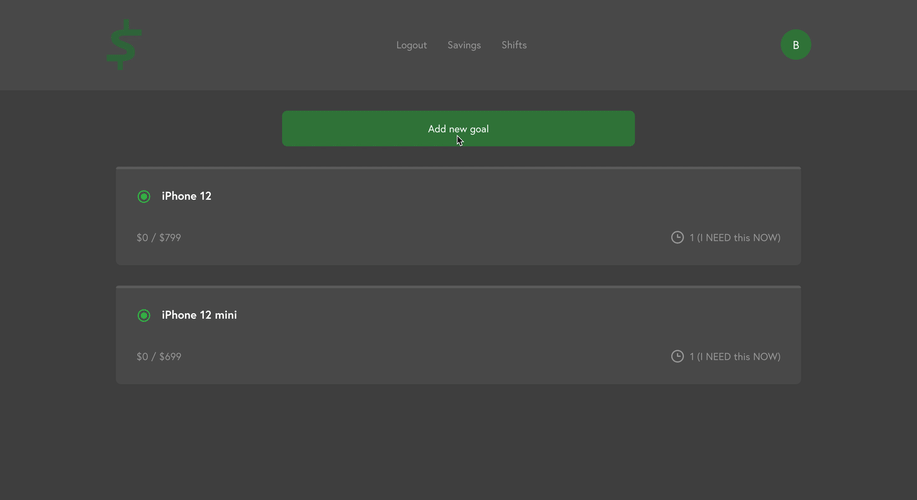 Logout Savings Shifts B
Add new goal
iPhone 12
$0 / $799 1 (I NEED this NOW)
iPhone 12 mini
$0 / $699 1 (I NEED this NOW)